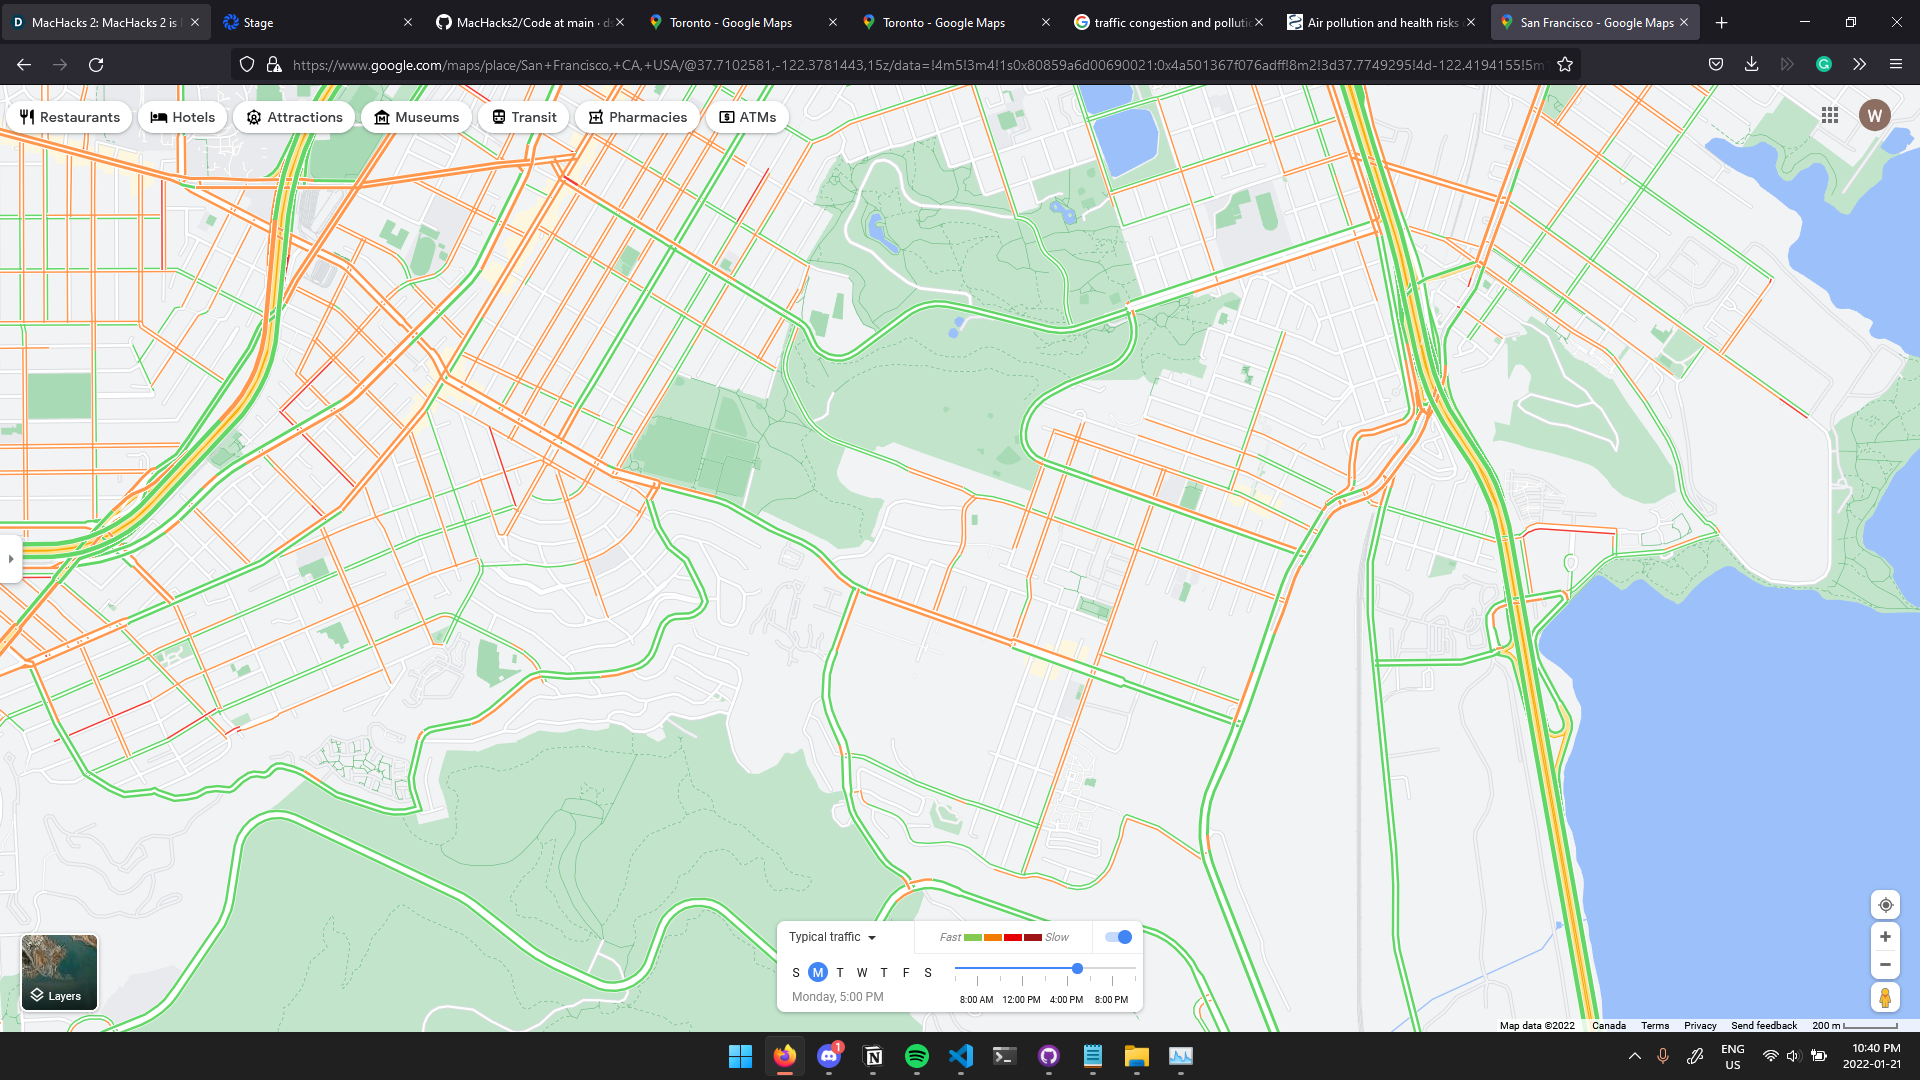 MacHacks 2: MacHacks 2 is
Stage
MacHacks2/Code at main · ds
Toronto - Google Maps
Toronto - Google Maps
traffic congestion and pollutic
Air pollution and health risks
San Francisco - Google Maps
https://www.google.com/maps/place/San+Francisco,+CA,+USA/@37.7102581,-122.3781443,15z/data=!4m5!3m4!1s0x80859a6d00690021:0x4a501367f076adff!8m2!3d37.7749295!4d-122.4194155!5m1
Restaurants
Hotels
Attractions
Museums
Transit
Pharmacies
ATMs
W
Typical traffic
Fast
Slow
S M T W T F S
Monday, 5:00 PM
8:00 AM 12:00 PM 4:00 PM 8:00 PM
Layers
Map data ©2022 Canada Terms Privacy Send feedback 200 m
1
ENG
US
10:40 PM
2022-01-21